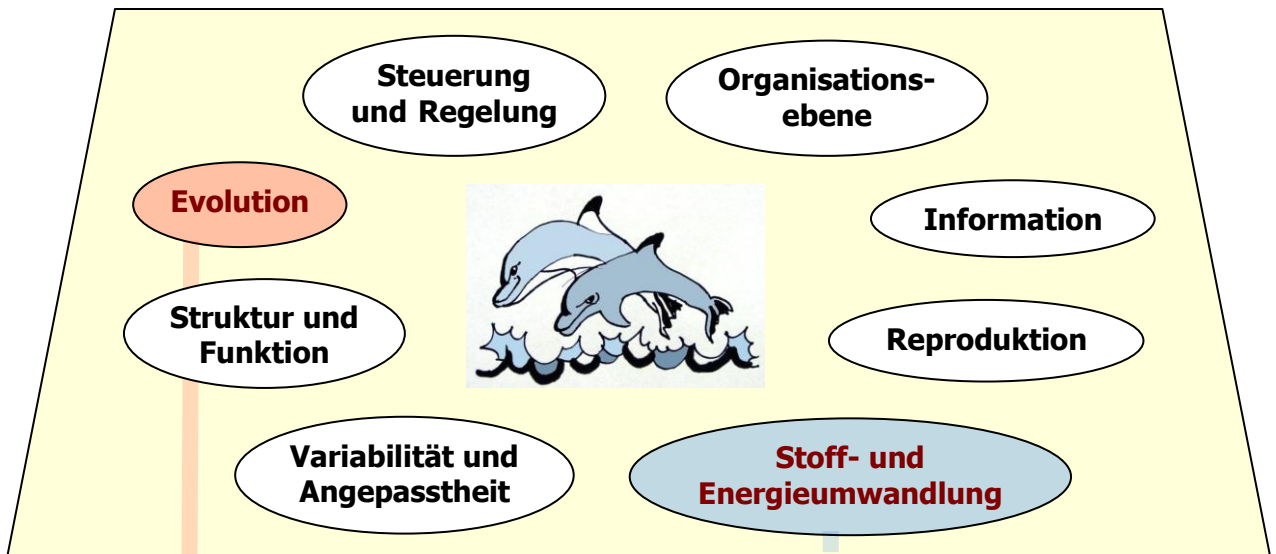 Steuerung
und Regelung
Organisations-
ebene
Evolution
Information
Struktur und
Funktion
Reproduktion
Variabilität und
Angepasstheit
Stoff- und
Energieumwandlung